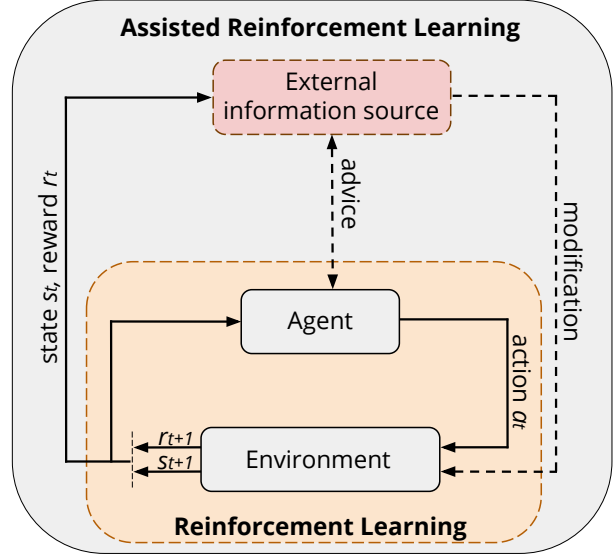 Assisted Reinforcement Learning
External
information source
state st, reward rt
advice
modification
Agent
action at
rt+1
st+1
Environment
Reinforcement Learning